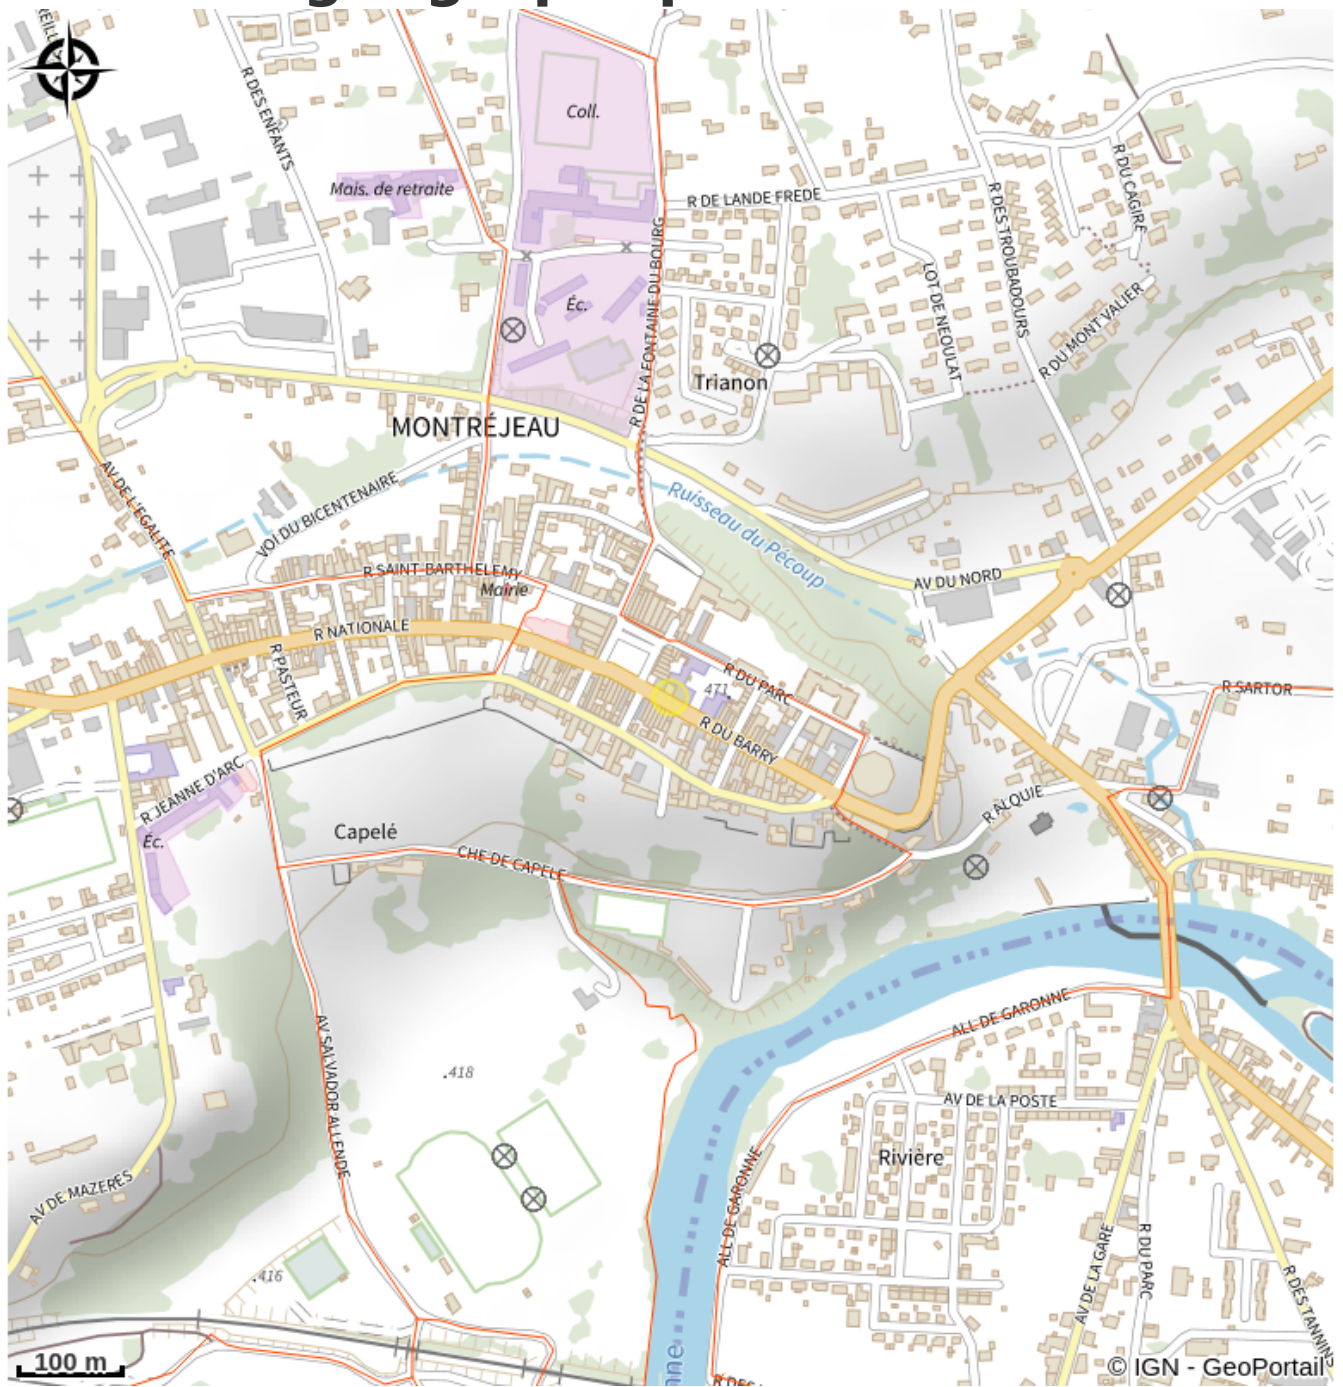 R DES ENFANTS
Coll.
Mais. de retraite
R DE LANDE FREDE
R DU CAGIRE
R DES TROUBADOURS
R DE LA FONTAINE DU BOURG
LOT DE NEOULAT
R DU MONT VALIER
Éc.
Trianon
MONTRÉJEAU
AV DE L'EGALITE
VOI DU BICENTENAIRE
Ruisseau du Pécoup
R SAINT-BARTHELEMY
AV DU NORD
Mairie
R NATIONALE
R PASTEUR
R DU PARC
471
R SARTOR
R DU BARRY
R JEANNE D'ARC
R ALQUIE
Éc.
Capelé
CHE DE CAPELE
AV SALVADOR ALLENDE
ALL DE GARONNE
.418
AV DE LA POSTE
Rivière
AV DE MAZERES
ALL DE GARONNE
AV DE LA GARE
R DU PARC
.416
R DES TANNINS
100 m
© IGN - GeoPortail